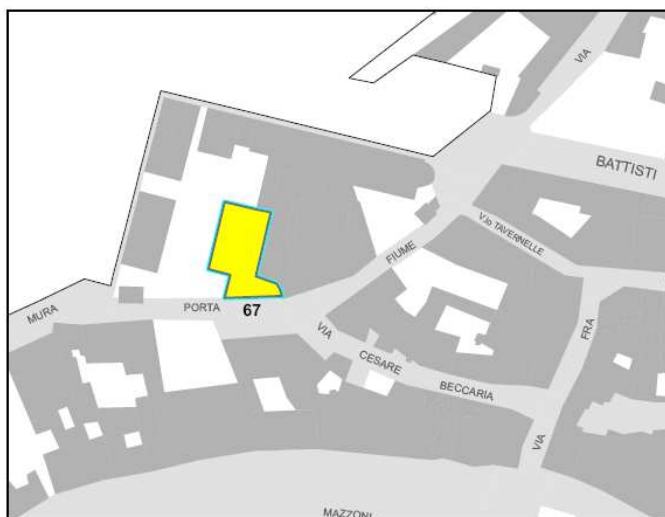 VIA
BATTISTI
V.lo TAVERNELLE
FIUME
PORTA
MURA
67
VIA
CESARE
BECCARIA
FRA
VIA
MAZZONI